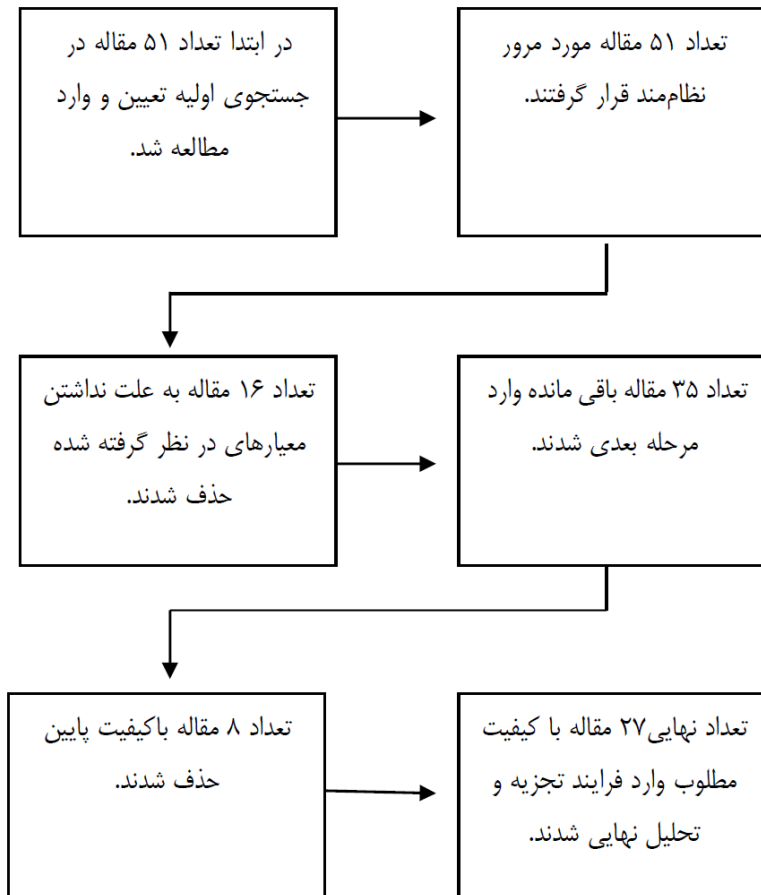 در ابتدا تعداد ۵۱ مقاله در
جستجوی اولیه تعیین و وارد
مطالعه شد.
تعداد ۵۱ مقاله مورد مرور
نظام‌مند قرار گرفتند.
تعداد ۱۶ مقاله به علت نداشتن
معیارهای در نظر گرفته شده
حذف شدند.
تعداد ۳۵ مقاله باقی مانده وارد
مرحله بعدی شدند.
تعداد ۸ مقاله باکیفیت پایین
حذف شدند.
تعداد نهایی۲۷ مقاله با کیفیت
مطلوب وارد فرایند تجزیه و
تحلیل نهایی شدند.